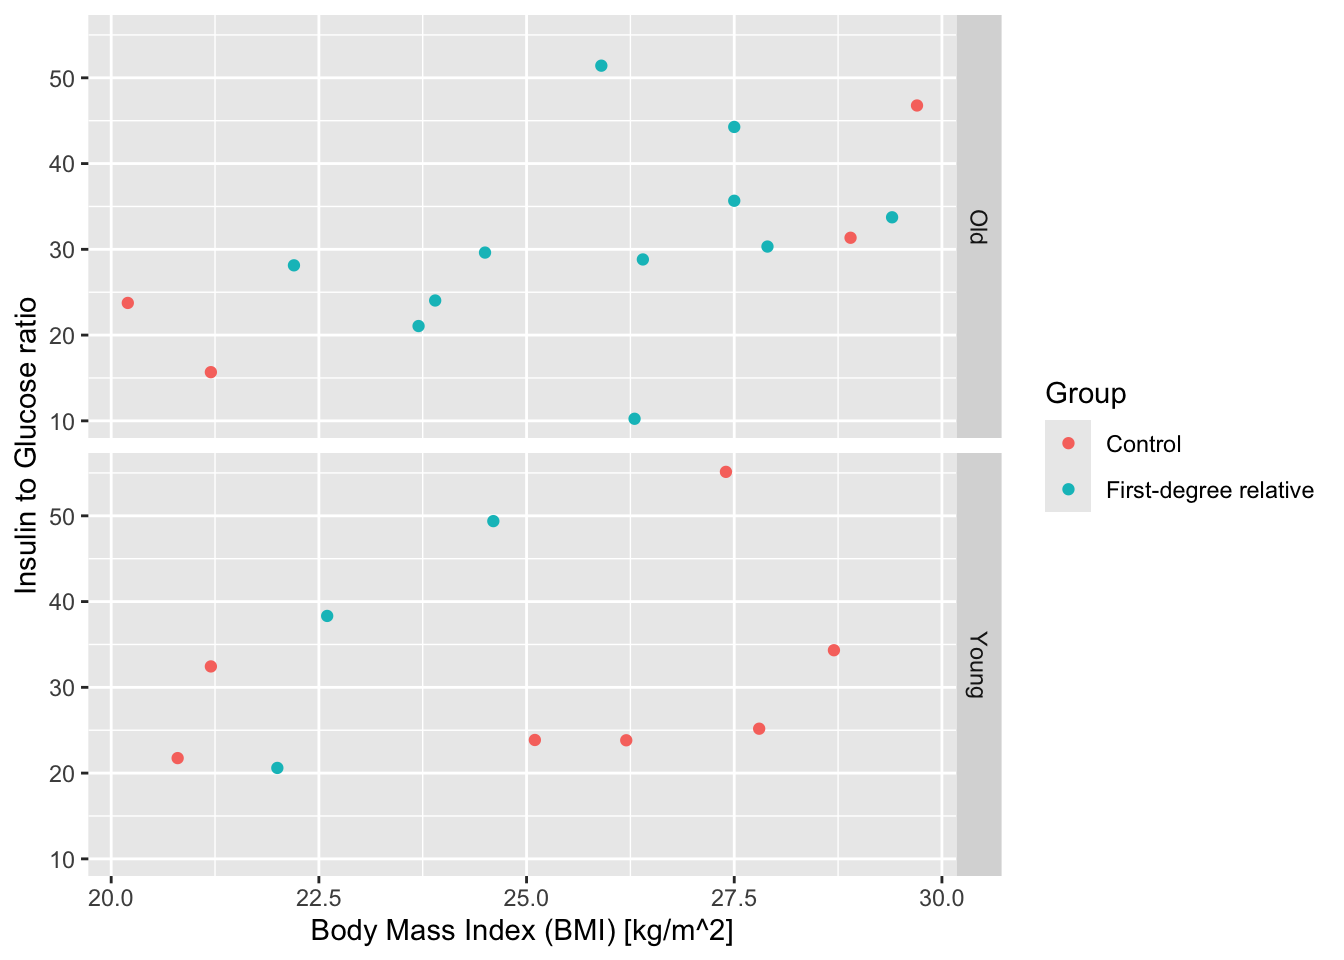 Insulin to Glucose ratio
50
40
30
20
10
Old
50
40
30
20
10
Young
20.0 22.5 25.0 27.5 30.0
Body Mass Index (BMI) [kg/m^2]
Group
Control
First-degree relative